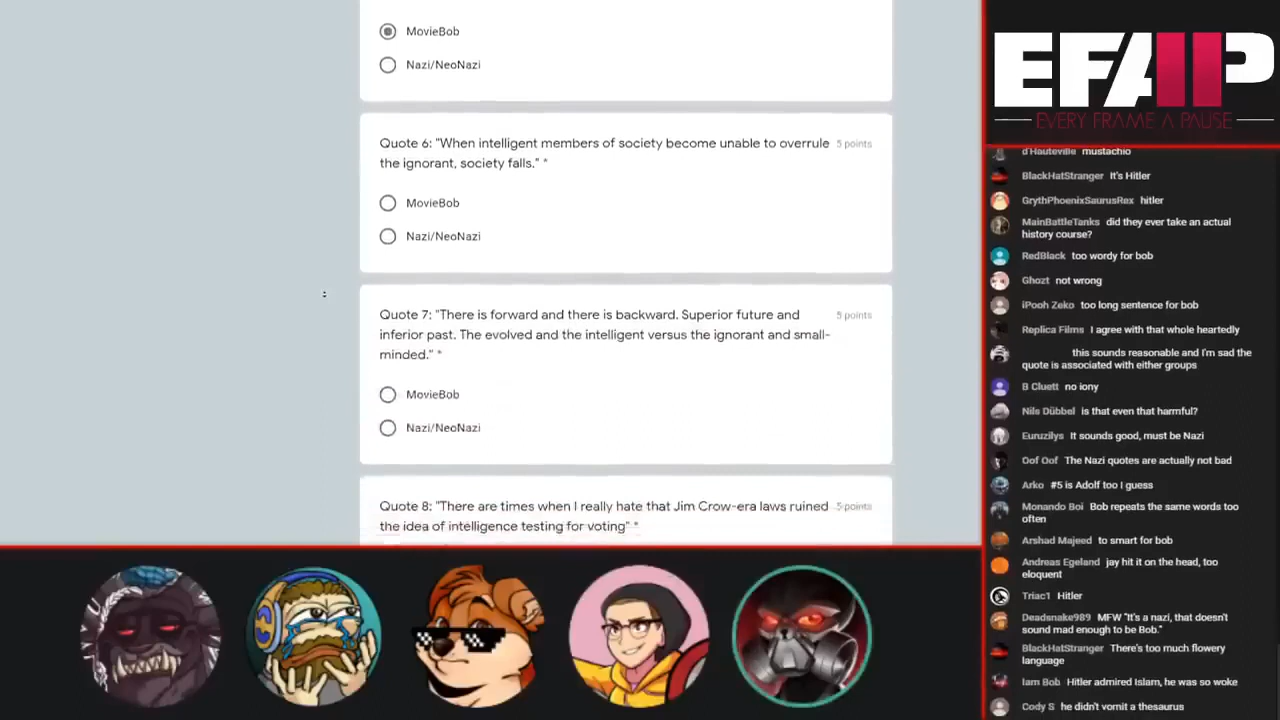 MovieBob
Nazi/NeoNazi
Quote 6: "When intelligent members of society become unable to overrule
the ignorant, society falls." *
5 points
MovieBob
Nazi/NeoNazi
Quote 7: "There is forward and there is backward. Superior future and
inferior past. The evolved and the intelligent versus the ignorant and small-
minded." *
5 points
MovieBob
Nazi/NeoNazi
Quote 8: "There are times when I really hate that Jim Crow-era laws ruined
the idea of intelligence testing for voting" *
5 points
EFAP
EVERY FRAME A PAUSE
d'Hauteville mustachio
BlackHatStranger It's Hitler
GrythPhoenixSaurusRex hitler
MainBattleTanks did they ever take an actual
history course?
RedBlack too wordy for bob
Ghozt not wrong
iPooh Zeko too long sentence for bob
Replica Films I agree with that whole heartedly
this sounds reasonable and I'm sad the
quote is associated with either groups
B Cluett no iony
Nils Dübbel is that even that harmful?
Eunzilys It sounds good, must be Nazi
Oof Oof The Nazi quotes are actually not bad
Arko #5 is Adolf too I guess
Monando Boi Bob repeats the same words too
often
Arshad Majeed to smart for bob
Andreas Egeland jay hit it on the head, too
eloquent
Triac1 Hitler
Deadsnake989 MFW "It's a nazi, that doesn't
sound mad enough to be Bob."
BlackHatStranger There's too much flowery
language
Iam Bob Hitler admired Islam, he was so woke
Cody S he didn't vomit a thesaurus